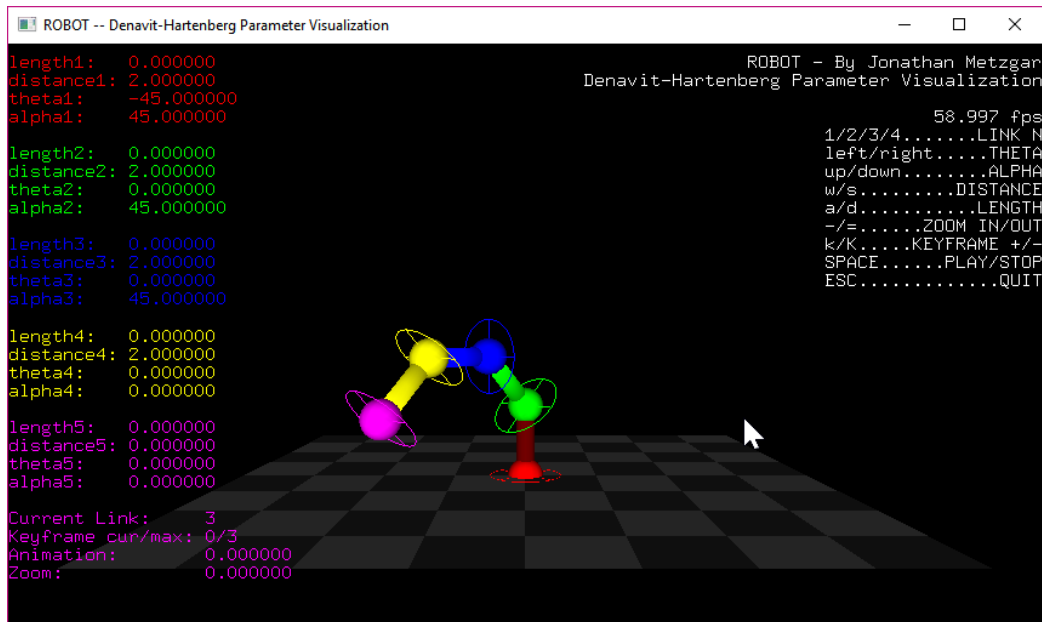 ROBOT -- Denavit-Hartenberg Parameter Visualization
length1: 0.000000
distance1: 2.000000
theta1: -45.000000
alpha1: 45.000000
length2: 0.000000
distance2: 2.000000
theta2: 0.000000
alpha2: 45.000000
length3: 0.000000
distance3: 2.000000
theta3: 0.000000
alpha3: 45.000000
length4: 0.000000
distance4: 2.000000
theta4: 0.000000
alpha4: 0.000000
length5: 0.000000
distance5: 0.000000
theta5: 0.000000
alpha5: 0.000000
Current Link: 3
Keyframe cur/max: 0/3
Animation: 0.000000
Zoom: 0.000000
ROBOT - By Jonathan Metzgar
Denavit-Hartenberg Parameter Visualization
58.997 fps
1/2/3/4.......LINK N
left/right.....THETA
up/down........ALPHA
w/s.........DISTANCE
a/d...........LENGTH
-/=......ZOOM IN/OUT
k/K.....KEYFRAME +/-
SPACE......PLAY/STOP
ESC.............QUIT